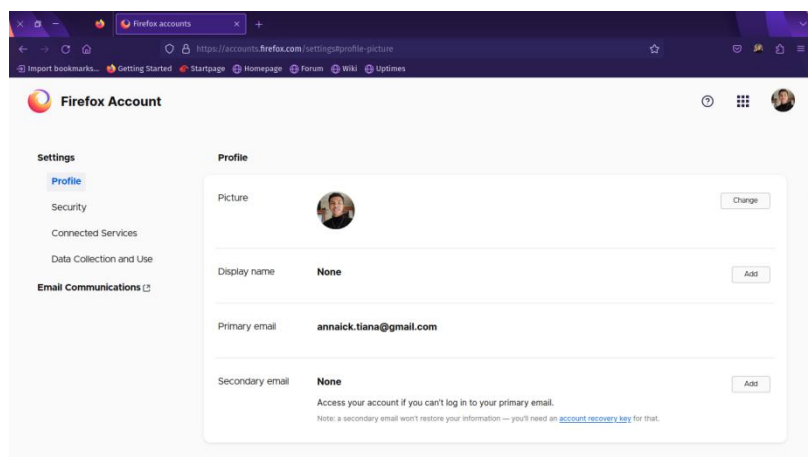 Firefox accounts
https://accounts.firefox.com/settings#profile-picture
Import bookmarks... Getting Started Startpage Homepage Forum Wiki Uptimes
Firefox Account
Settings
Profile
Security
Connected Services
Data Collection and Use
Email Communications
Profile
Picture
Change
Display name
None
Add
Primary email
annaick.tiana@gmail.com
Secondary email
None
Add
Access your account if you can't log in to your primary email.
Note: a secondary email won't restore your information — you'll need an account recovery key for that.